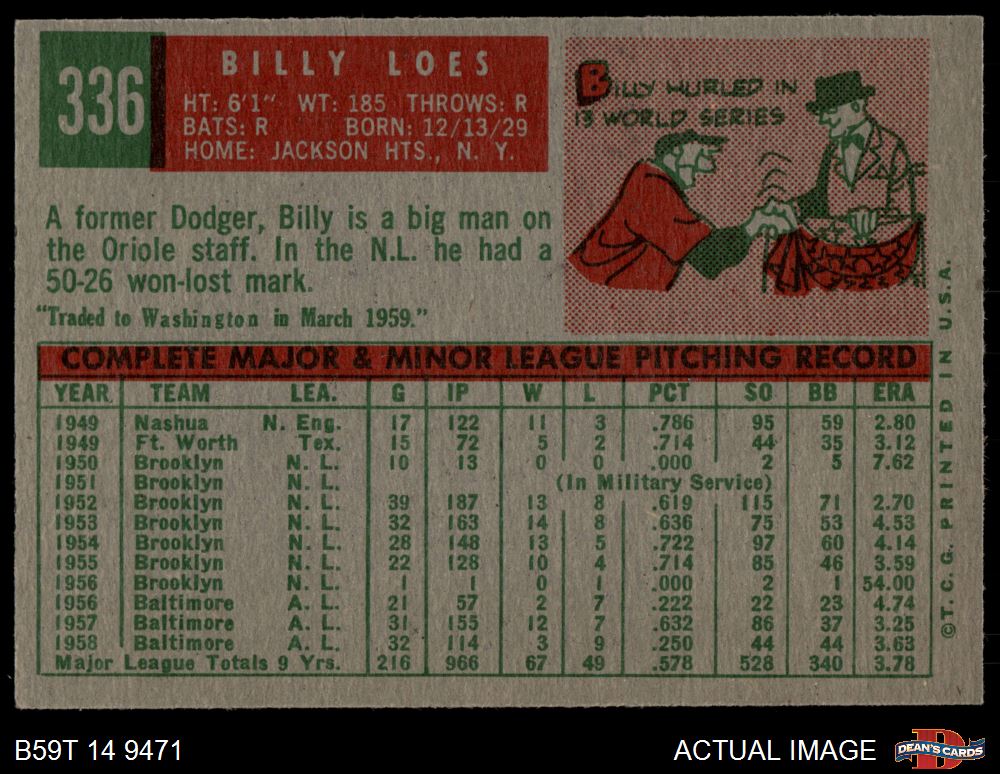 336
BILLY LOES
HT: 6'1" WT: 185 THROWS: R
BATS: R BORN: 12/13/29
HOME: JACKSON HTS., N. Y.
BILLY HURLED IN
13 WORLD SERIES
A former Dodger, Billy is a big man on
the Oriole staff. In the N.L. he had a
50-26 won-lost mark.
"Traded to Washington in March 1959."
COMPLETE MAJOR & MINOR LEAGUE PITCHING RECORD
YEAR TEAM LEA. G IP W L PCT SO BB ERA
1949 Nashua N. Eng. 17 122 11 3 .786 95 59 2.80
1949 Ft. Worth Tex. 15 72 5 2 .714 44 35 3.12
1950 Brooklyn N. L. 10 13 0 0 .000 2 5 7.62
1951 Brooklyn N. L. (In Military Service)
1952 Brooklyn N. L. 39 187 13 8 .619 115 71 2.70
1953 Brooklyn N. L. 32 163 14 8 .636 75 53 4.53
1954 Brooklyn N. L. 28 148 13 5 .722 97 60 4.14
1955 Brooklyn N. L. 22 128 10 4 .714 85 46 3.59
1956 Brooklyn N. L. 1 1 0 1 .000 2 1 54.00
1956 Baltimore A. L. 21 57 2 7 .222 22 23 4.74
1957 Baltimore A. L. 31 155 12 7 .632 86 37 3.25
1958 Baltimore A. L. 32 114 3 9 .250 44 44 3.63
Major League Totals 9 Yrs. 216 966 67 49 .578 528 340 3.78
©T. C. G. PRINTED IN U.S.A.
B59T 14 9471
ACTUAL IMAGE
DEAN'S CARDS